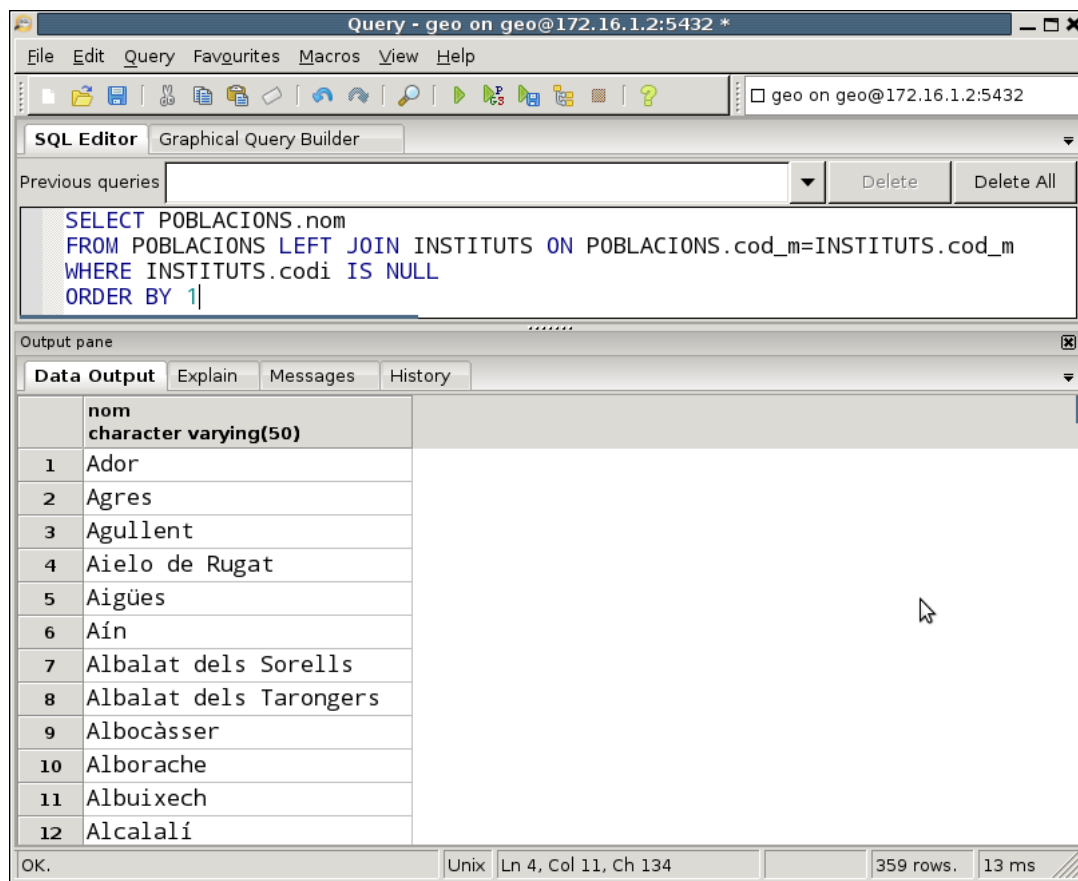 Query - geo on geo@172.16.1.2:5432 *
File Edit Query Favourites Macros View Help
geo on geo@172.16.1.2:5432
SQL Editor Graphical Query Builder
Previous queries Delete Delete All
SELECT POBLACIONS.nom
FROM POBLACIONS LEFT JOIN INSTITUTS ON POBLACIONS.cod_m=INSTITUTS.cod_m
WHERE INSTITUTS.codi IS NULL
ORDER BY 1
Output pane
Data Output Explain Messages History
nom
character varying(50)
1 Ador
2 Agres
3 Agullent
4 Aielo de Rugat
5 Aigües
6 Aín
7 Albalat dels Sorells
8 Albalat dels Tarongers
9 Albocàsser
10 Alborache
11 Albuixech
12 Alcalalí
OK. Unix Ln 4, Col 11, Ch 134 359 rows. 13 ms